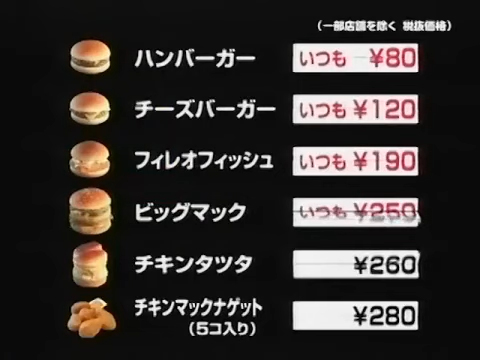 （一部店舗を除く 税抜価格）
ハンバーガー いつも ¥80
チーズバーガー いつも ¥120
フィレオフィッシュ いつも ¥190
ビッグマック いつも ¥250
チキンタツタ ¥260
チキンマックナゲット
（5コ入り） ¥280